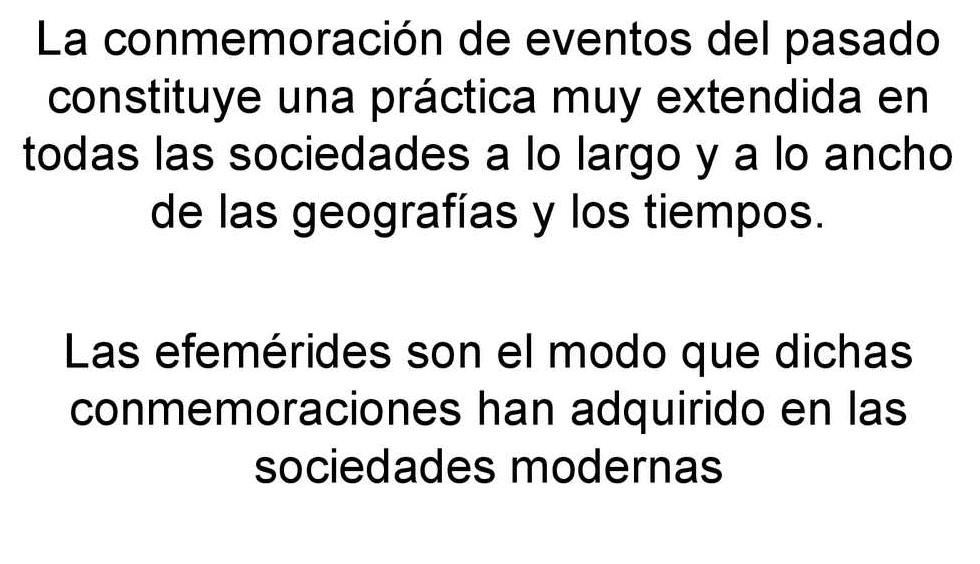 La conmemoración de eventos del pasado
constituye una práctica muy extendida en
todas las sociedades a lo largo y a lo ancho
de las geografías y los tiempos.
Las efemérides son el modo que dichas
conmemoraciones han adquirido en las
sociedades modernas